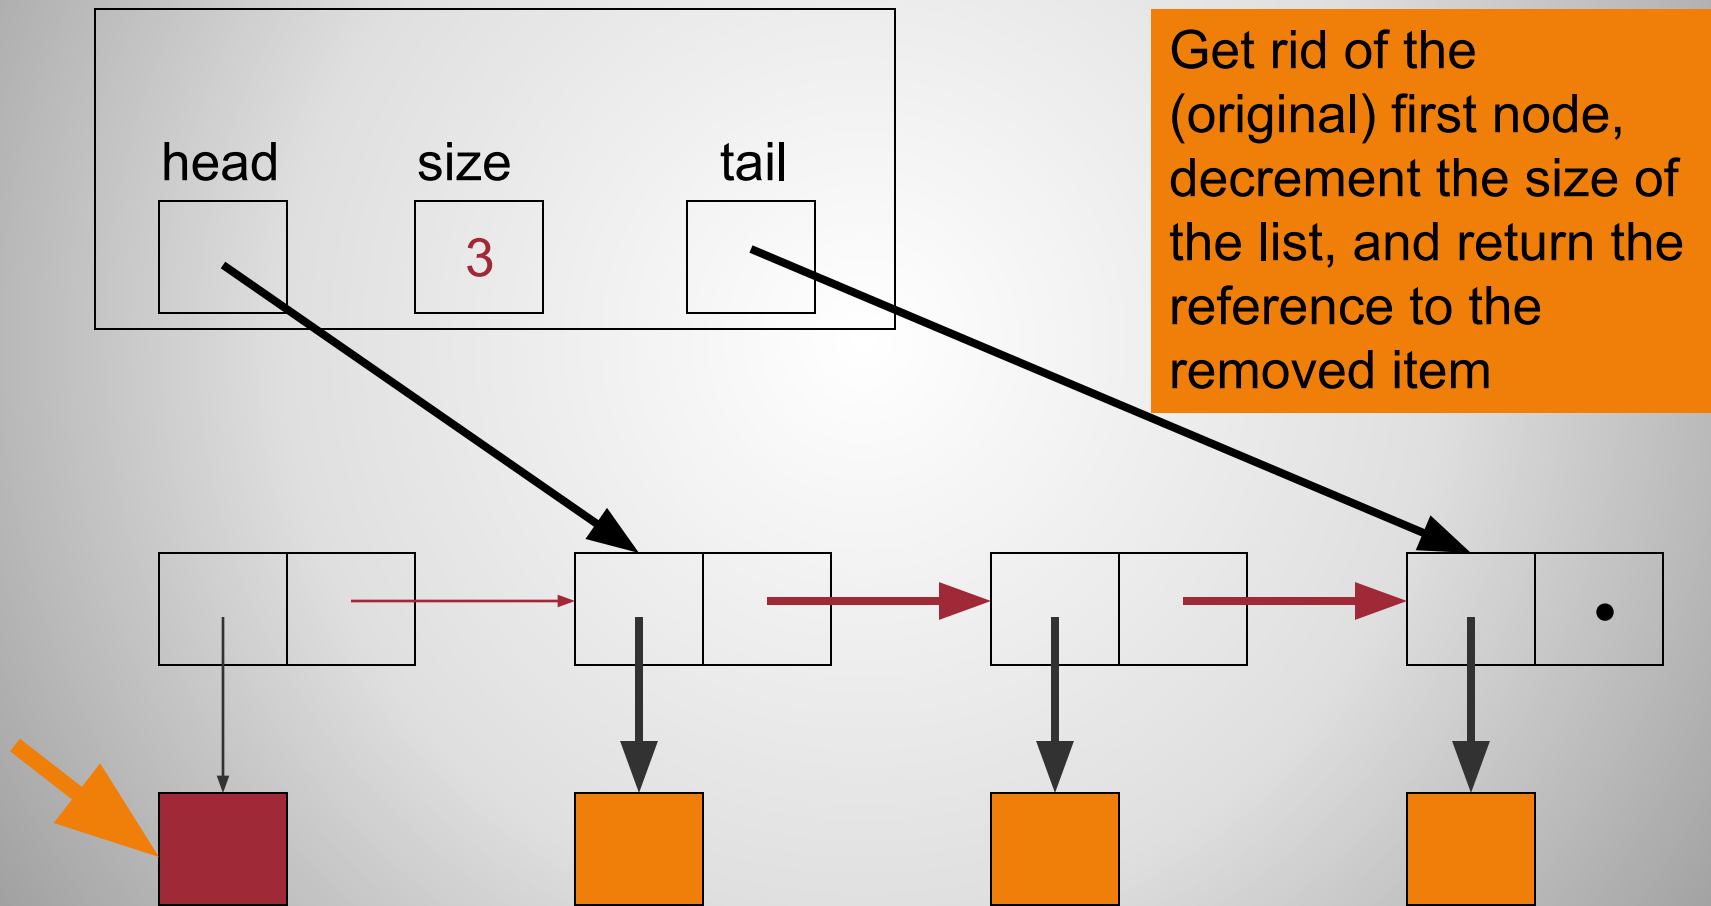 head size tail
3
Get rid of the
(original) first node,
decrement the size of
the list, and return the
reference to the
removed item